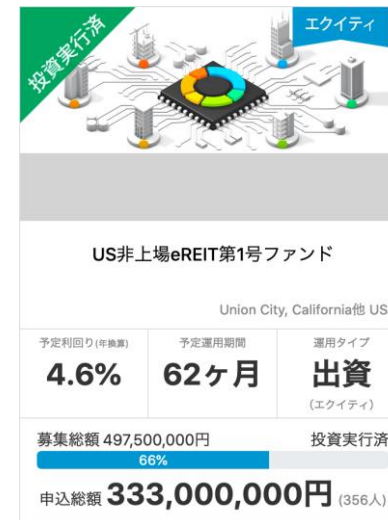 投資実行済
エクイティ
US非上場eREIT第1号ファンド
Union City, California他 US
予定利回り(年換算) 予定運用期間 運用タイプ
4.6% 62ヶ月 出資
(エクイティ)
募集総額 497,500,000円 投資実行済
66%
申込総額 333,000,000円 (356人)